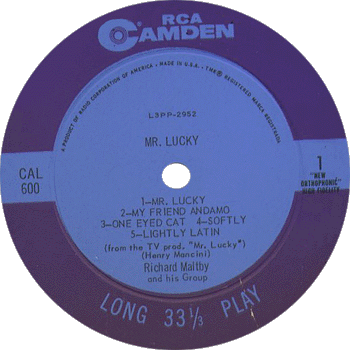 RCA
CAMDEN
A PRODUCT OF RADIO CORPORATION OF AMERICA - MADE IN U.S.A. - TMK® REGISTERED MARCA REGISTRADA
L3PP-2952
MR. LUCKY
CAL
600
1
"NEW
ORTHOPHONIC"
HIGH FIDELITY
1-MR. LUCKY
2-MY FRIEND ANDAMO
3-ONE EYED CAT 4-SOFTLY
5-LIGHTLY LATIN
(from the TV prod. "Mr. Lucky")
(Henry Mancini)
Richard Maltby
and his Group
LONG 33⅓ PLAY